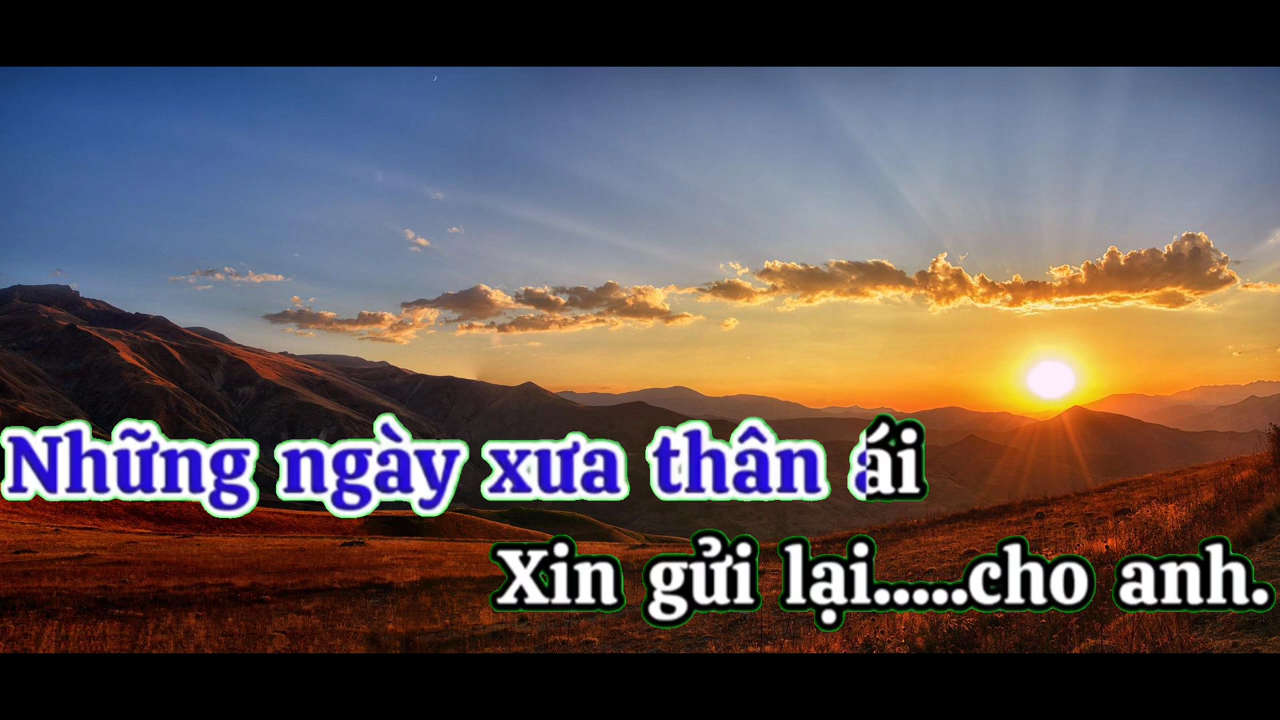 Những ngày xưa thân ái
Xin gửi lại.....cho anh.